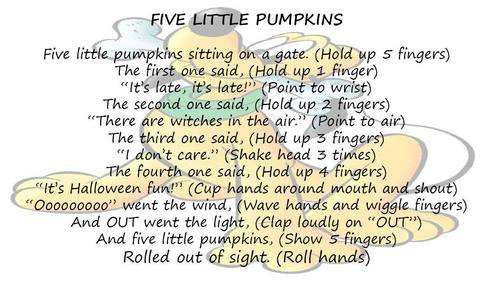 FIVE LITTLE PUMPKINS
Five little pumpkins sitting on a gate. (Hold up 5 fingers)
The first one said, (Hold up 1 finger)
“It’s late, it’s late!” (Point to wrist)
The second one said, (Hold up 2 fingers)
“There are witches in the air.” (Point to air)
The third one said, (Hold up 3 fingers)
“I don’t care.” (Shake head 3 times)
The fourth one said, (Hod up 4 fingers)
“It’s Halloween fun!” (Cup hands around mouth and shout)
“Ooooooooo” went the wind, (Wave hands and wiggle fingers)
And OUT went the light, (Clap loudly on “OUT”)
And five little pumpkins, (Show 5 fingers)
Rolled out of sight. (Roll hands)